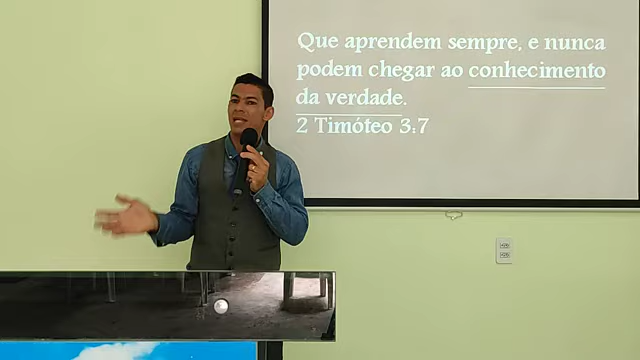 Que aprendem sempre, e nunca
podem chegar ao conhecimento
da verdade.
2 Timóteo 3:7